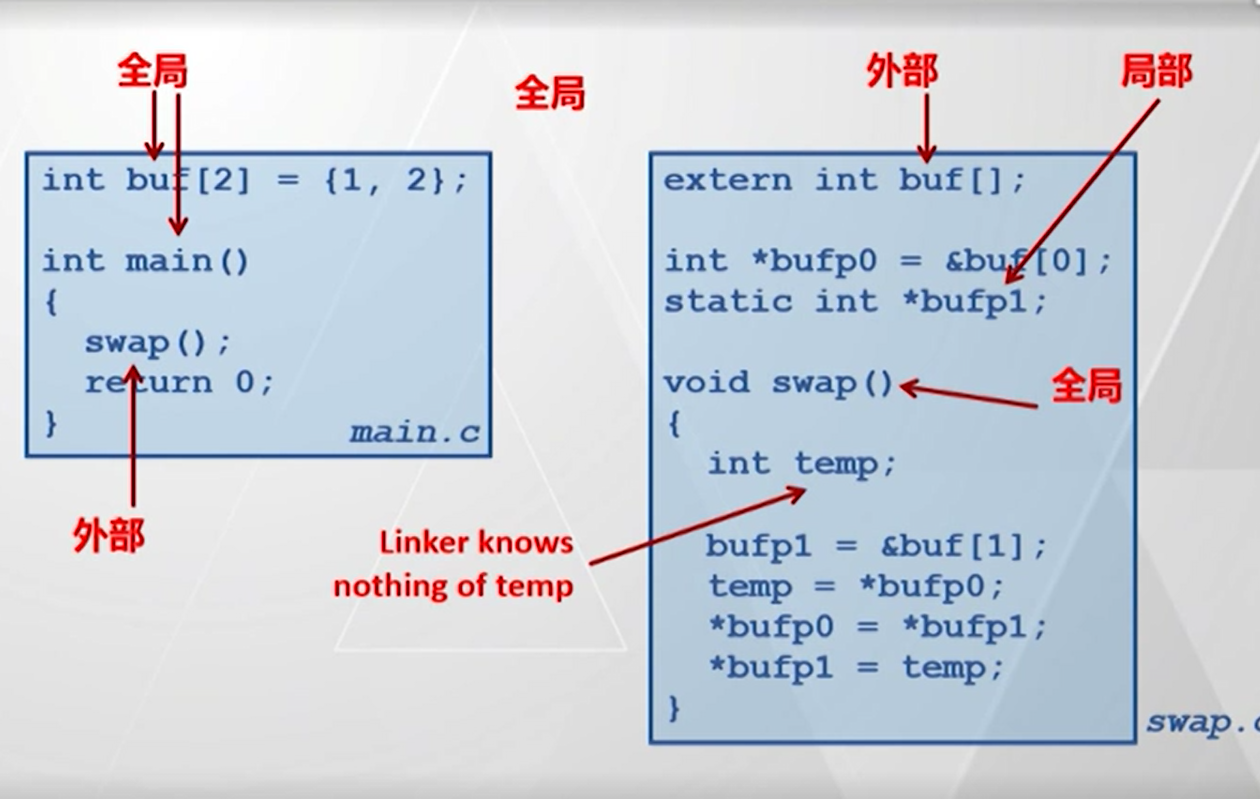 全局
全局
外部
局部
int buf[2] = {1, 2};
int main()
{
swap();
return 0;
}
main.c
外部
extern int buf[];
int *bufp0 = &buf[0];
static int *bufp1;
void swap()
全局
{
int temp;
Linker knows
nothing of temp
bufp1 = &buf[1];
temp = *bufp0;
*bufp0 = *bufp1;
*bufp1 = temp;
}
swap.c